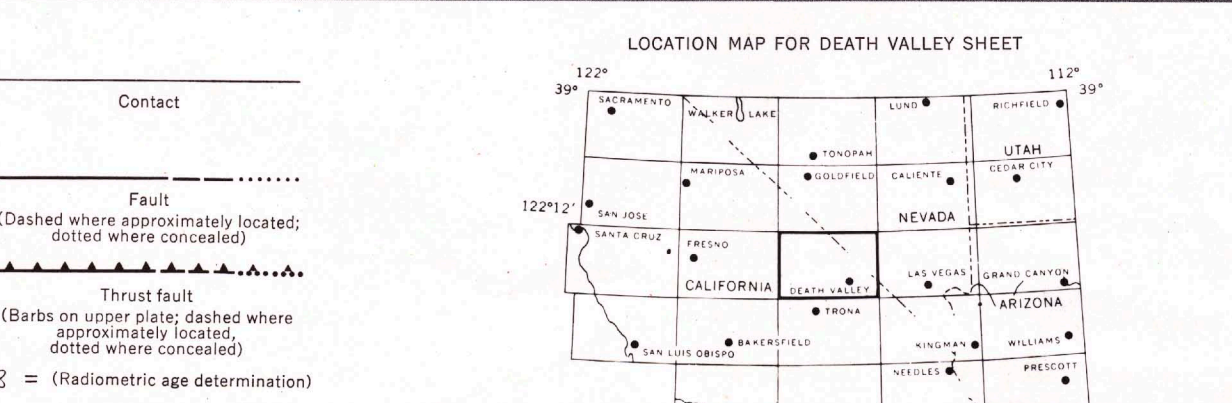 Contact
Fault
(Dashed where approximately located;
dotted where concealed)
Thrust fault
(Barbs on upper plate; dashed where
approximately located,
dotted where concealed)
= (Radiometric age determination)
LOCATION MAP FOR DEATH VALLEY SHEET
122° 112°
39° 39°
SACRAMENTO
WALKER LAKE
LUND
RICHFIELD
TONOPAH
UTAH
MARIPOSA
GOLDFIELD
CALIENTE
CEDAR CITY
122°12'
SAN JOSE
NEVADA
SANTA CRUZ
FRESNO
CALIFORNIA
DEATH VALLEY
LAS VEGAS
GRAND CANYON
ARIZONA
TRONA
SAN LUIS OBISPO
BAKERSFIELD
KINGMAN
WILLIAMS
NEEDLES
PRESCOTT